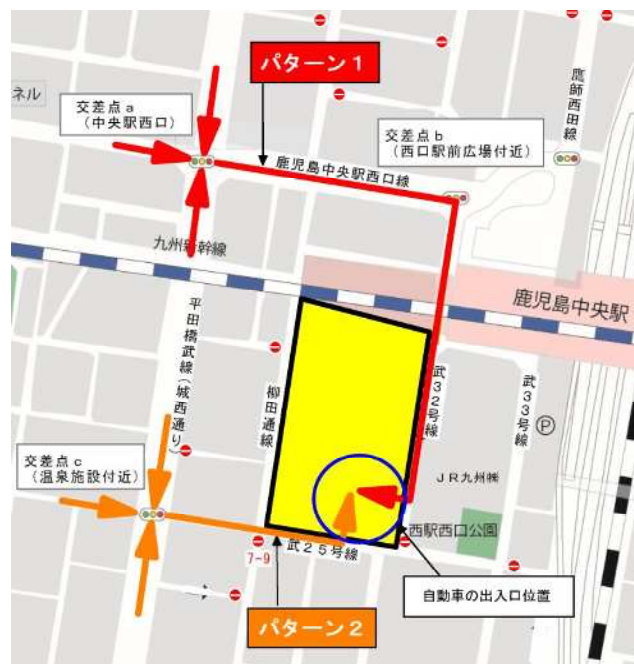 パターン１
鷹師西田線
ネル
交差点ａ
（中央駅西口）
交差点ｂ
（西口駅前広場付近）
鹿児島中央駅西口線
九州新幹線
鹿児島中央駅
平田橋武線（城西通り）
柳田通線
武３２号線
武３３号線
P
交差点ｃ
（温泉施設付近）
ＪＲ九州㈱
西駅西口公園
武２５号線
7-9
自動車の出入口位置
パターン２